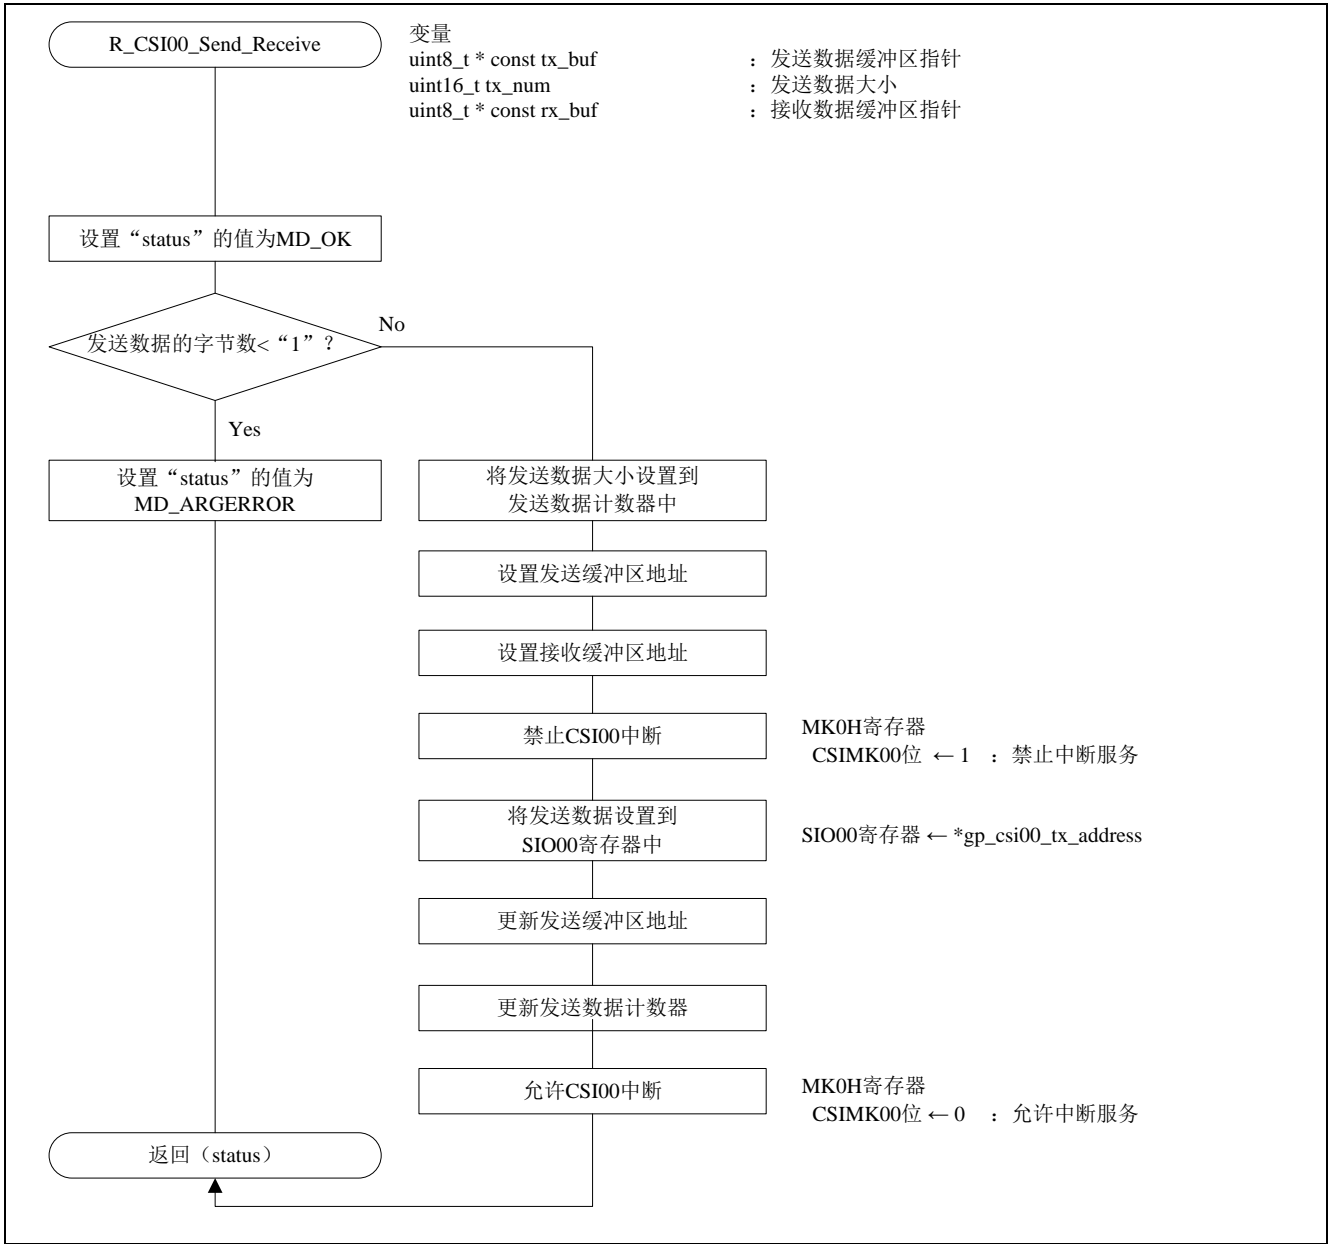 R_CSI00_Send_Receive
变量
uint8_t * const tx_buf ：发送数据缓冲区指针
uint16_t tx_num ：发送数据大小
uint8_t * const rx_buf ：接收数据缓冲区指针
设置“status”的值为MD_OK
发送数据的字节数<“1”？
No
Yes
设置“status”的值为
MD_ARGERROR
将发送数据大小设置到
发送数据计数器中
设置发送缓冲区地址
设置接收缓冲区地址
禁止CSI00中断
MK0H寄存器
CSIMK00位 ← 1 ：禁止中断服务
将发送数据设置到
SIO00寄存器中
SIO00寄存器 ← *gp_csi00_tx_address
更新发送缓冲区地址
更新发送数据计数器
允许CSI00中断
MK0H寄存器
CSIMK00位 ← 0 ：允许中断服务
返回（status）